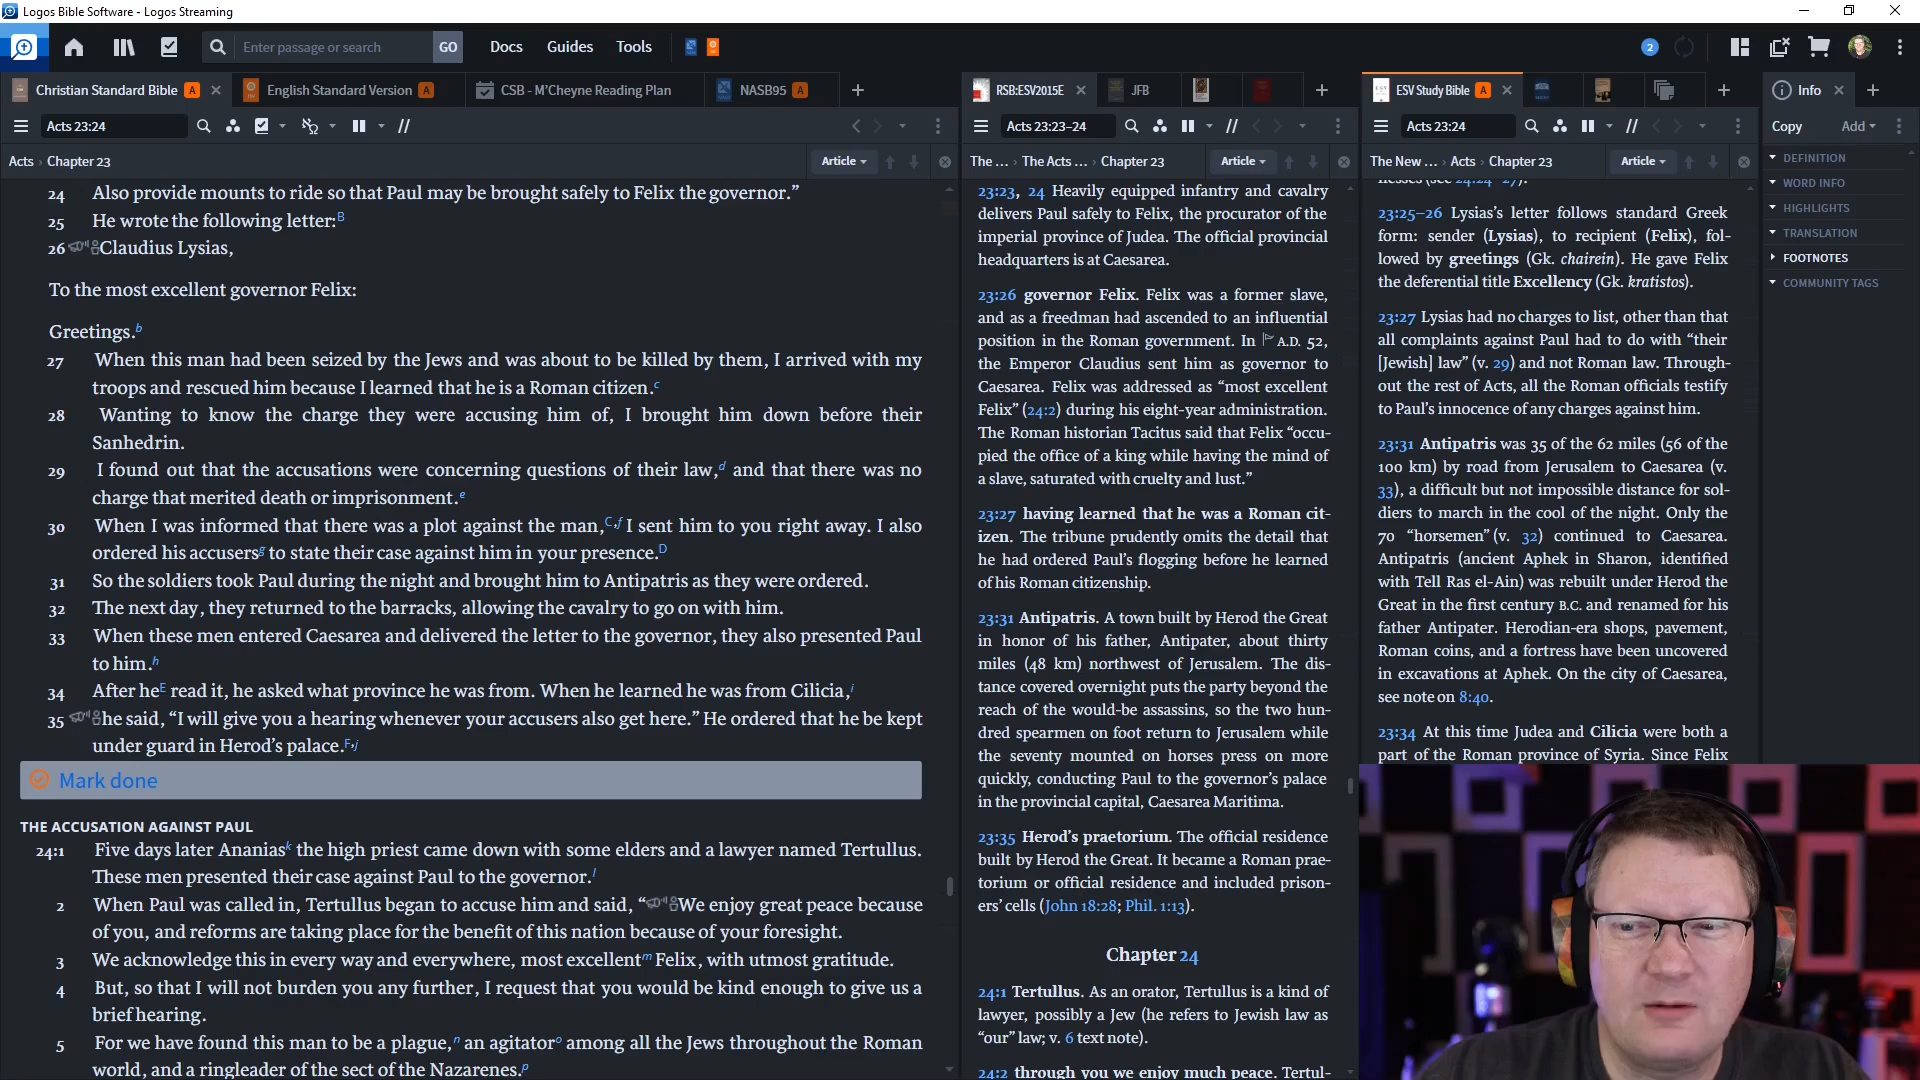 Logos Bible Software - Logos Streaming
Enter passage or search GO Docs Guides Tools 2
Christian Standard Bible A English Standard Version A CSB - M'Cheyne Reading Plan NASB95 A
Acts 23:24
Acts › Chapter 23 Article
24 Also provide mounts to ride so that Paul may be brought safely to Felix the governor.”
25 He wrote the following letter:B
26 Claudius Lysias,
To the most excellent governor Felix:
Greetings.b
27 When this man had been seized by the Jews and was about to be killed by them, I arrived with my
troops and rescued him because I learned that he is a Roman citizen.c
28 Wanting to know the charge they were accusing him of, I brought him down before their
Sanhedrin.
29 I found out that the accusations were concerning questions of their law,d and that there was no
charge that merited death or imprisonment.e
30 When I was informed that there was a plot against the man,C,f I sent him to you right away. I also
ordered his accusersg to state their case against him in your presence.D
31 So the soldiers took Paul during the night and brought him to Antipatris as they were ordered.
32 The next day, they returned to the barracks, allowing the cavalry to go on with him.
33 When these men entered Caesarea and delivered the letter to the governor, they also presented Paul
to him.h
34 After heE read it, he asked what province he was from. When he learned he was from Cilicia,i
35 he said, “I will give you a hearing whenever your accusers also get here.” He ordered that he be kept
under guard in Herod’s palace.F,j
Mark done
THE ACCUSATION AGAINST PAUL
24:1 Five days later Ananiask the high priest came down with some elders and a lawyer named Tertullus.
These men presented their case against Paul to the governor.l
2 When Paul was called in, Tertullus began to accuse him and said, “We enjoy great peace because
of you, and reforms are taking place for the benefit of this nation because of your foresight.
3 We acknowledge this in every way and everywhere, most excellentm Felix, with utmost gratitude.
4 But, so that I will not burden you any further, I request that you would be kind enough to give us a
brief hearing.
5 For we have found this man to be a plague,n an agitatoro among all the Jews throughout the Roman
world, and a ringleader of the sect of the Nazarenes.p
RSB:ESV2015E JFB
Acts 23:23–24
The ... › The Acts ... › Chapter 23 Article
23:23, 24 Heavily equipped infantry and cavalry
delivers Paul safely to Felix, the procurator of the
imperial province of Judea. The official provincial
headquarters is at Caesarea.
23:26 governor Felix. Felix was a former slave,
and as a freedman had ascended to an influential
position in the Roman government. In A.D. 52,
the Emperor Claudius sent him as governor to
Caesarea. Felix was addressed as “most excellent
Felix” (24:2) during his eight-year administration.
The Roman historian Tacitus said that Felix “occu-
pied the office of a king while having the mind of
a slave, saturated with cruelty and lust.”
23:27 having learned that he was a Roman cit-
izen. The tribune prudently omits the detail that
he had ordered Paul’s flogging before he learned
of his Roman citizenship.
23:31 Antipatris. A town built by Herod the Great
in honor of his father, Antipater, about thirty
miles (48 km) northwest of Jerusalem. The dis-
tance covered overnight puts the party beyond the
reach of the would-be assassins, so the two hun-
dred spearmen on foot return to Jerusalem while
the seventy mounted on horses press on more
quickly, conducting Paul to the governor’s palace
in the provincial capital, Caesarea Maritima.
23:35 Herod’s praetorium. The official residence
built by Herod the Great. It became a Roman prae-
torium or official residence and included prison-
ers’ cells (John 18:28; Phil. 1:13).
Chapter 24
24:1 Tertullus. As an orator, Tertullus is a kind of
lawyer, possibly a Jew (he refers to Jewish law as
“our” law; v. 6 text note).
24:2 through you we enjoy much peace. Tertul-
ESV Study Bible A
Acts 23:24
The New ... › Acts › Chapter 23 Article
nesses (see 24:24–27).
23:25–26 Lysias’s letter follows standard Greek
form: sender (Lysias), to recipient (Felix), fol-
lowed by greetings (Gk. chairein). He gave Felix
the deferential title Excellency (Gk. kratistos).
23:27 Lysias had no charges to list, other than that
all complaints against Paul had to do with “their
[Jewish] law” (v. 29) and not Roman law. Through-
out the rest of Acts, all the Roman officials testify
to Paul’s innocence of any charges against him.
23:31 Antipatris was 35 of the 62 miles (56 of the
100 km) by road from Jerusalem to Caesarea (v.
33), a difficult but not impossible distance for sol-
diers to march in the cool of the night. Only the
70 “horsemen” (v. 32) continued to Caesarea.
Antipatris (ancient Aphek in Sharon, identified
with Tell Ras el-Ain) was rebuilt under Herod the
Great in the first century B.C. and renamed for his
father Antipater. Herodian-era shops, pavement,
Roman coins, and a fortress have been uncovered
in excavations at Aphek. On the city of Caesarea,
see note on 8:40.
23:34 At this time Judea and Cilicia were both a
part of the Roman province of Syria. Since Felix
Info
Copy Add
DEFINITION
WORD INFO
HIGHLIGHTS
TRANSLATION
FOOTNOTES
COMMUNITY TAGS